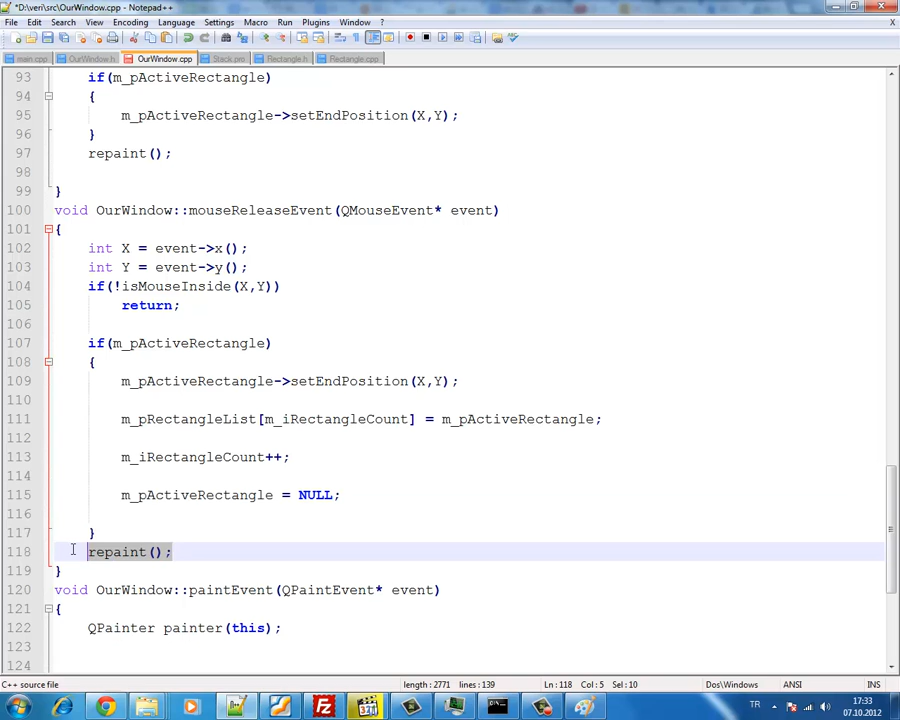 *D:\veri\src\OurWindow.cpp - Notepad++
File Edit Search View Encoding Language Settings Macro Run Plugins Window ?
X
main.cpp OurWindow.h OurWindow.cpp Stack.pro Rectangle.h Rectangle.cpp
93 if(m_pActiveRectangle)
94 {
95 m_pActiveRectangle->setEndPosition(X,Y);
96 }
97 repaint();
98
99 }
100 void OurWindow::mouseReleaseEvent(QMouseEvent* event)
101 {
102 int X = event->x();
103 int Y = event->y();
104 if(!isMouseInside(X,Y))
105 return;
106
107 if(m_pActiveRectangle)
108 {
109 m_pActiveRectangle->setEndPosition(X,Y);
110
111 m_pRectangleList[m_iRectangleCount] = m_pActiveRectangle;
112
113 m_iRectangleCount++;
114
115 m_pActiveRectangle = NULL;
116
117 }
118 repaint();
119 }
120 void OurWindow::paintEvent(QPaintEvent* event)
121 {
122 QPainter painter(this);
123
124
C++ source file length : 2771 lines : 139 Ln : 118 Col : 5 Sel : 10 Dos\Windows ANSI INS
TR 17:33
07.10.2012